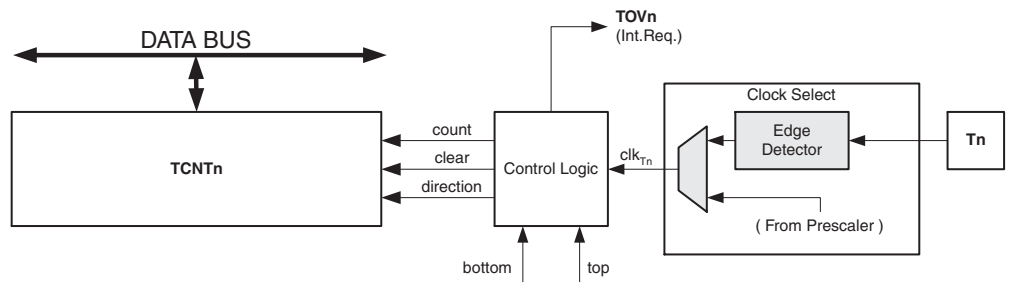 TOVn
(Int.Req.)
DATA BUS
Clock Select
TCNTn
count
clear
direction
Control Logic
clkTn
Edge
Detector
Tn
( From Prescaler )
bottom
top